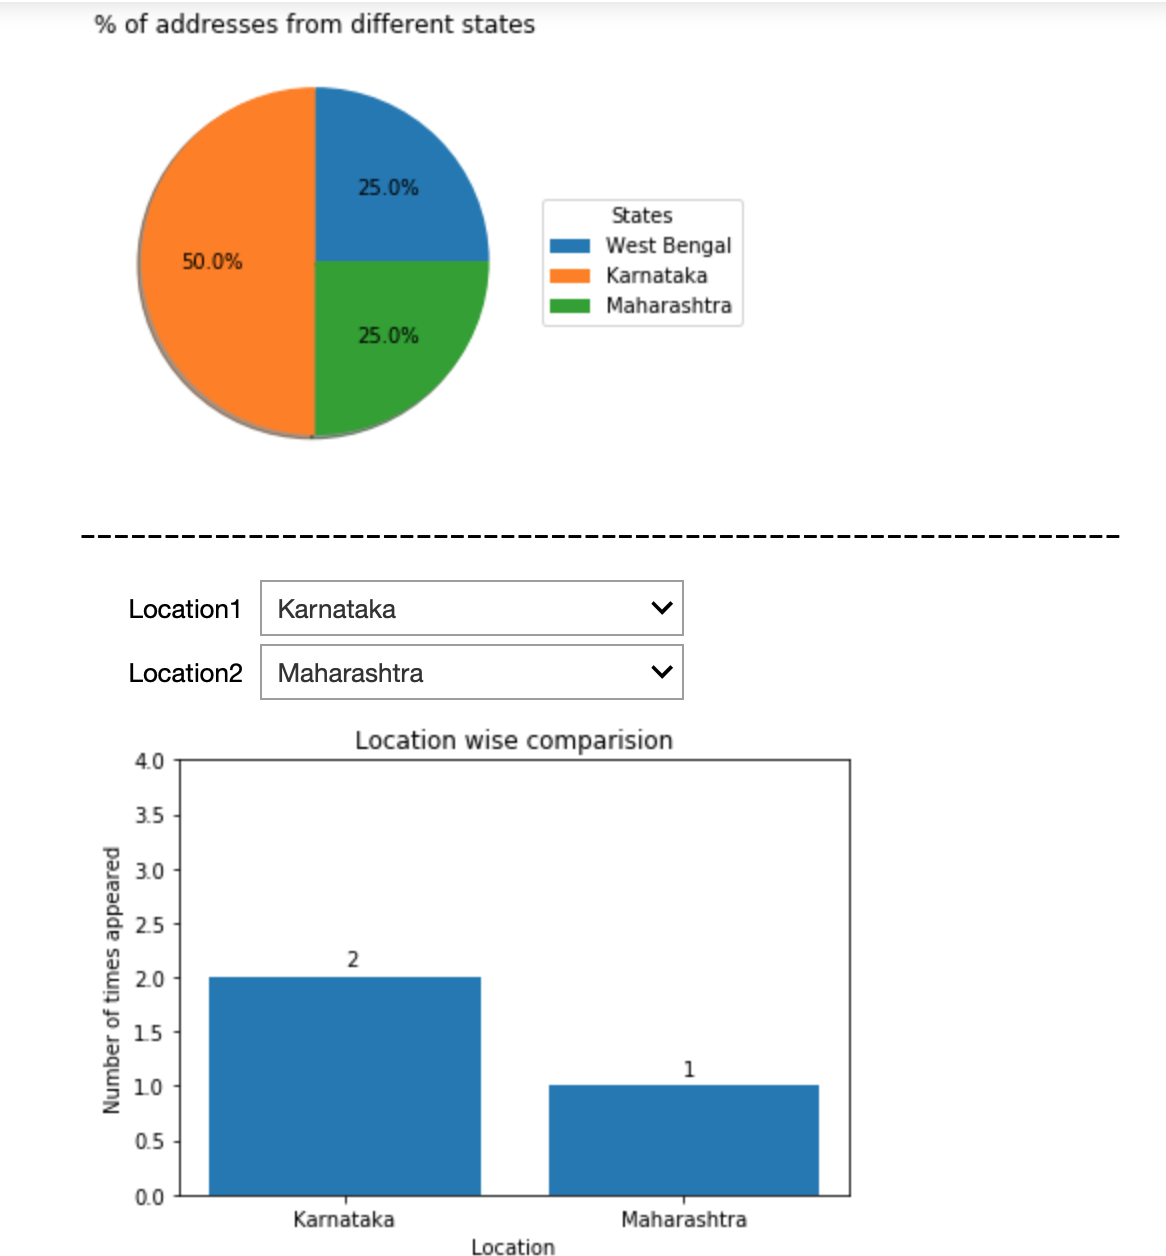 % of addresses from different states
25.0%
50.0%
25.0%
States
West Bengal
Karnataka
Maharashtra
--------------------------------------------------------------
Location1 Karnataka
Location2 Maharashtra
Location wise comparision
4.0
3.5
3.0
2.5
2.0
1.5
1.0
0.5
0.0
Number of times appeared
2
1
Karnataka Maharashtra
Location